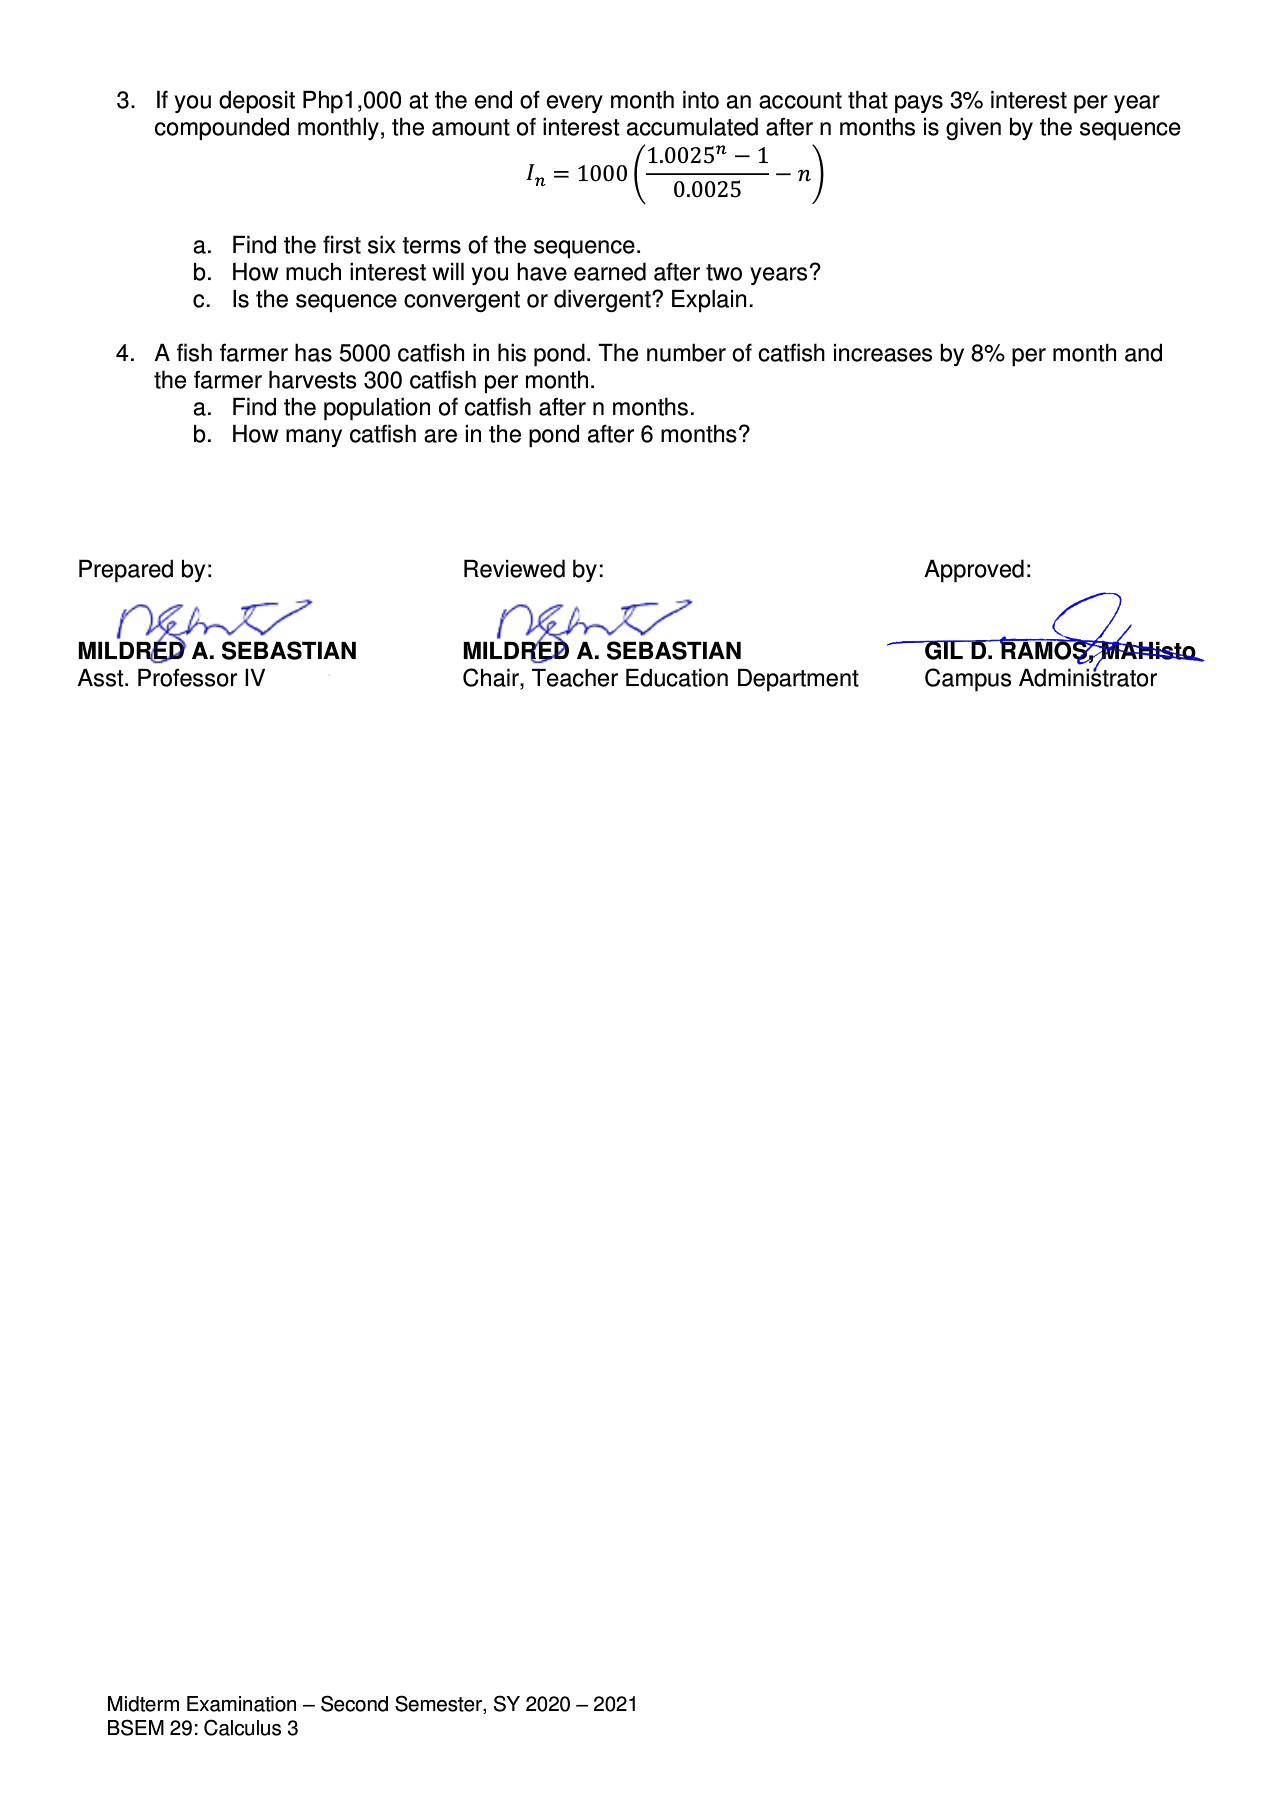 3. If you deposit Php1,000 at the end of every month into an account that pays 3% interest per year
compounded monthly, the amount of interest accumulated after n months is given by the sequence
Iₙ = 1000 ( (1.0025ⁿ − 1) / 0.0025 − n )
a. Find the first six terms of the sequence.
b. How much interest will you have earned after two years?
c. Is the sequence convergent or divergent? Explain.
4. A fish farmer has 5000 catfish in his pond. The number of catfish increases by 8% per month and
the farmer harvests 300 catfish per month.
a. Find the population of catfish after n months.
b. How many catfish are in the pond after 6 months?
Prepared by: Reviewed by: Approved:
MILDRED A. SEBASTIAN MILDRED A. SEBASTIAN GIL D. RAMOS, MAHisto
Asst. Professor IV Chair, Teacher Education Department Campus Administrator
Midterm Examination – Second Semester, SY 2020 – 2021
BSEM 29: Calculus 3